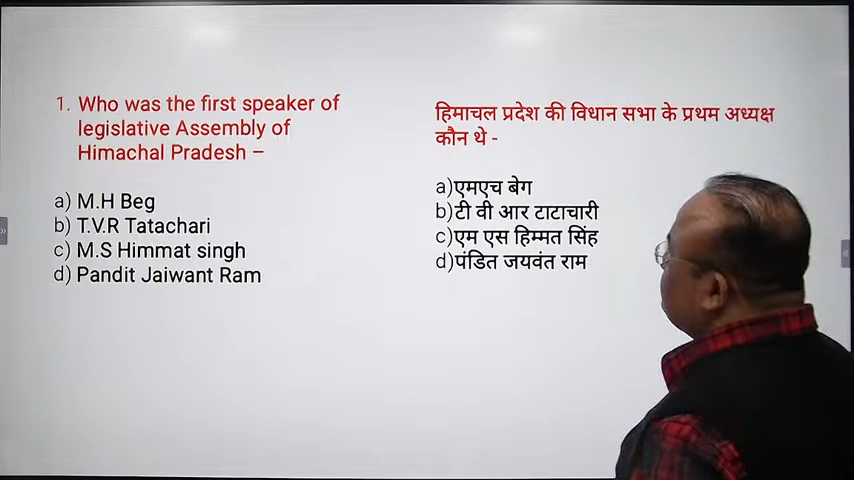 1. Who was the first speaker of
legislative Assembly of
Himachal Pradesh –
a) M.H Beg
b) T.V.R Tatachari
c) M.S Himmat singh
d) Pandit Jaiwant Ram
हिमाचल प्रदेश की विधान सभा के प्रथम अध्यक्ष
कौन थे -
a)एमएच बेग
b)टी वी आर टाटाचारी
c)एम एस हिम्मत सिंह
d)पंडित जयवंत राम